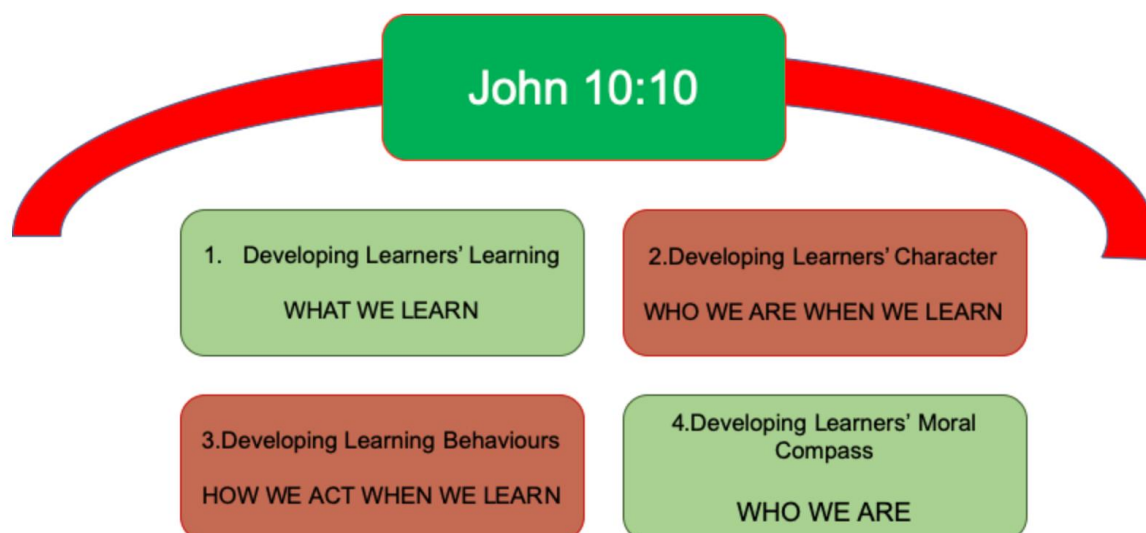 John 10:10
1. Developing Learners' Learning
WHAT WE LEARN
2.Developing Learners' Character
WHO WE ARE WHEN WE LEARN
3.Developing Learning Behaviours
HOW WE ACT WHEN WE LEARN
4.Developing Learners' Moral
Compass
WHO WE ARE